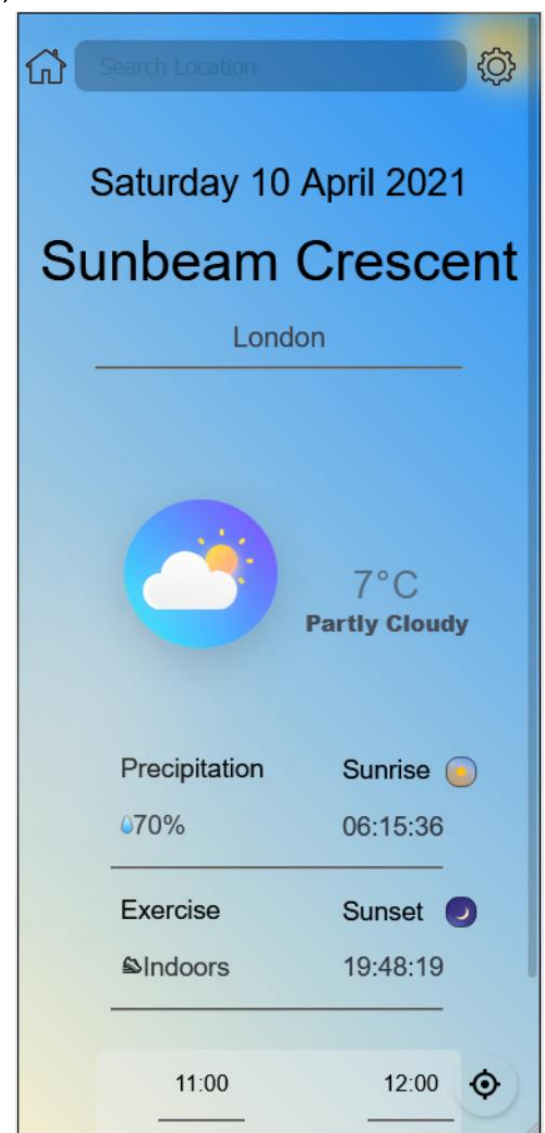 Search Location
Saturday 10 April 2021
Sunbeam Crescent
London
7°C
Partly Cloudy
Precipitation Sunrise
70% 06:15:36
Exercise Sunset
Indoors 19:48:19
11:00 12:00